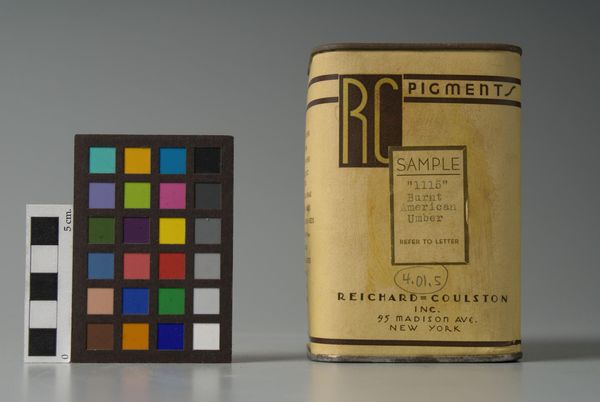 5 cm.
0
RC
PIGMENTS
SAMPLE
"1115"
Burnt
American
Umber
REFER TO LETTER
4.01.5
REICHARD=COULSTON
INC.
95 MADISON AVE.
NEW YORK